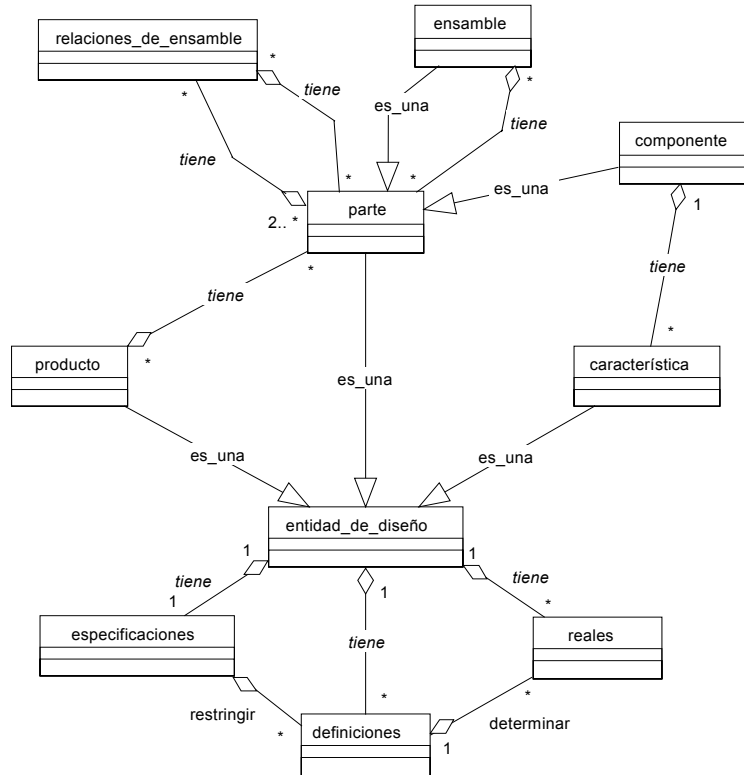 ensamble
relaciones_de_ensamble
*
*
*
tiene
es_una
tiene
componente
tiene
*
*
es_una
1
parte
2.. *
*
tiene
tiene
*
producto
*
característica
es_una
es_una
es_una
entidad_de_diseño
1
1
1
tiene
tiene
1
*
especificaciones
reales
tiene
restringir
*
*
*
definiciones
1
determinar